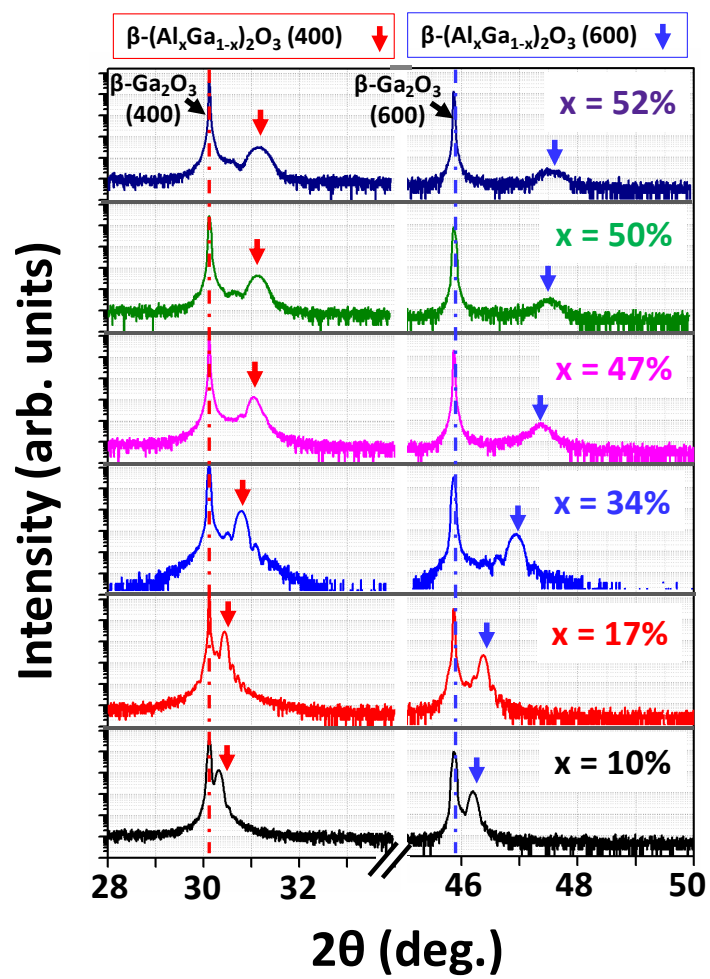 β-(AlₓGa₁₋ₓ)₂O₃ (400)
β-(AlₓGa₁₋ₓ)₂O₃ (600)
β-Ga₂O₃
(400)
β-Ga₂O₃
(600)
x = 52%
x = 50%
x = 47%
x = 34%
x = 17%
x = 10%
Intensity (arb. units)
28 30 32 46 48 50
2θ (deg.)